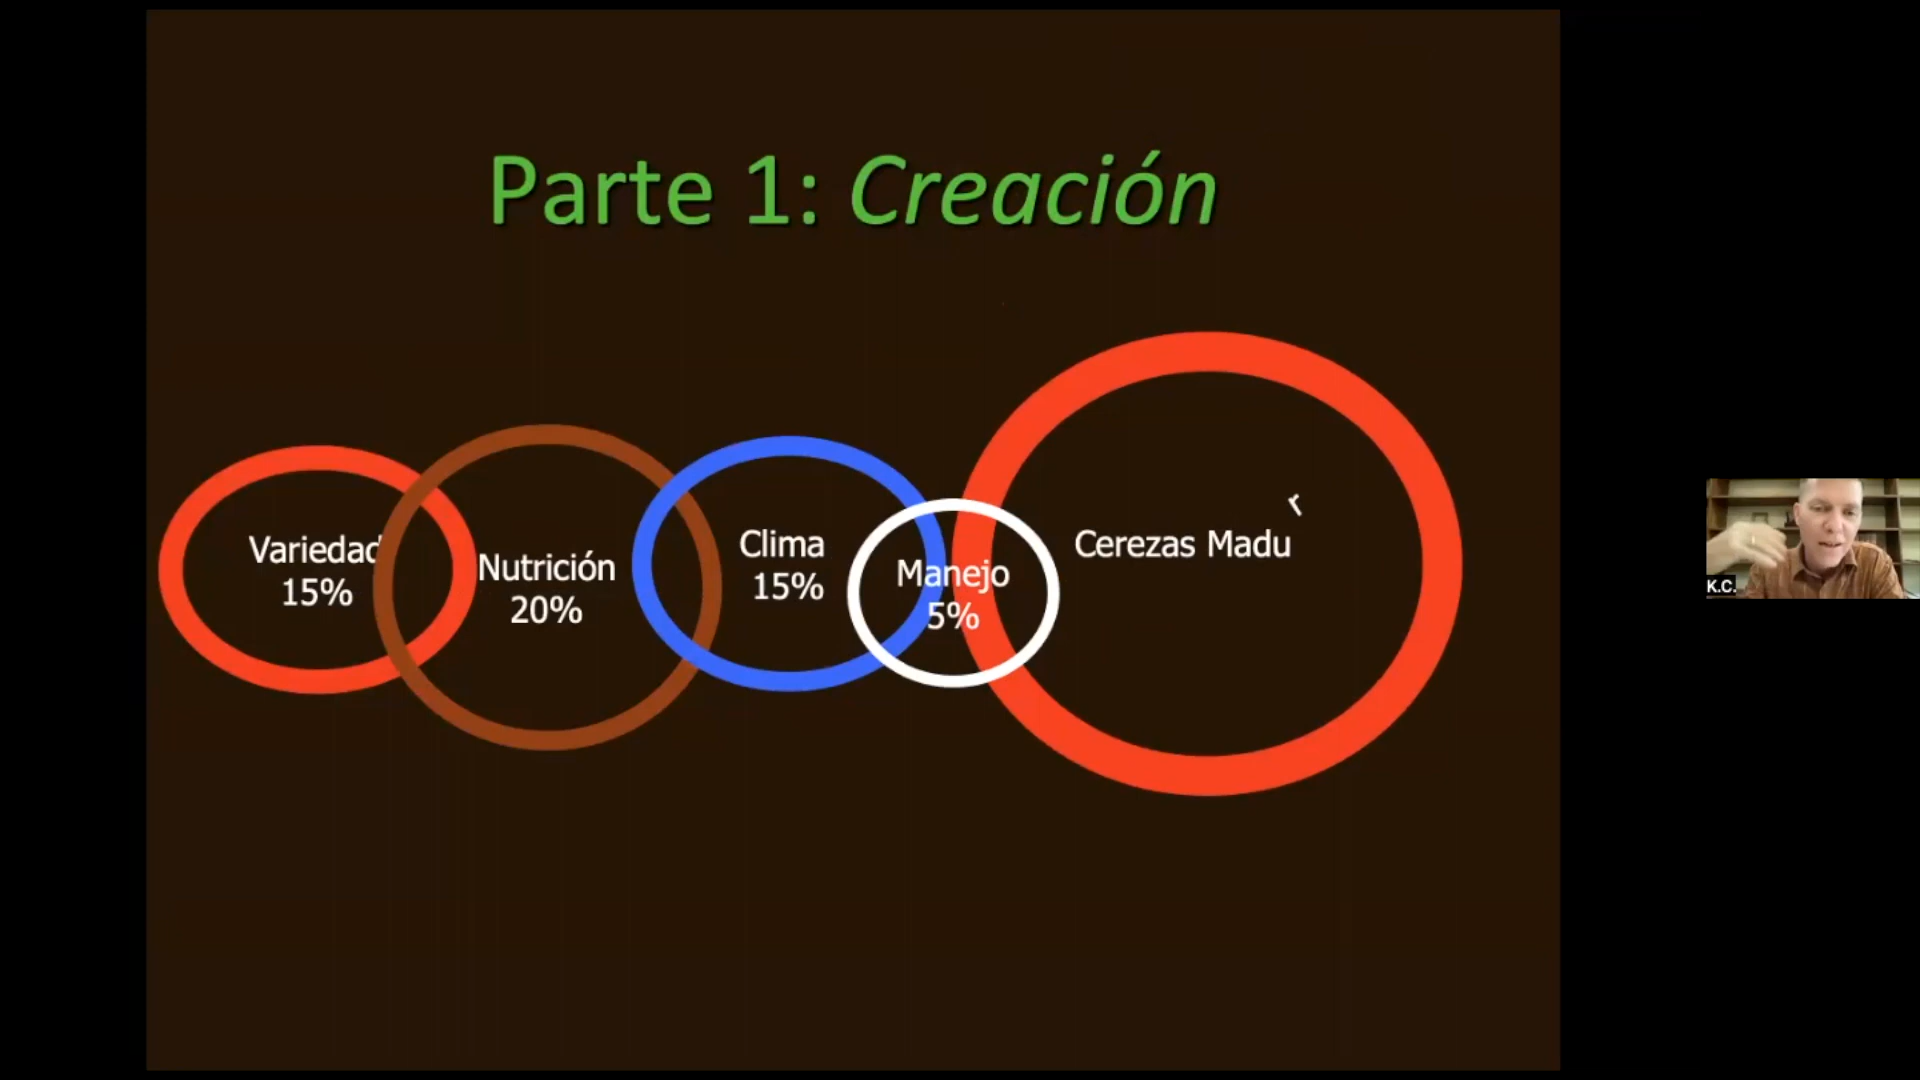 Parte 1: Creación
Variedad
15%
Nutrición
20%
Clima
15%
Manejo
5%
Cerezas Madu
r
K.C.